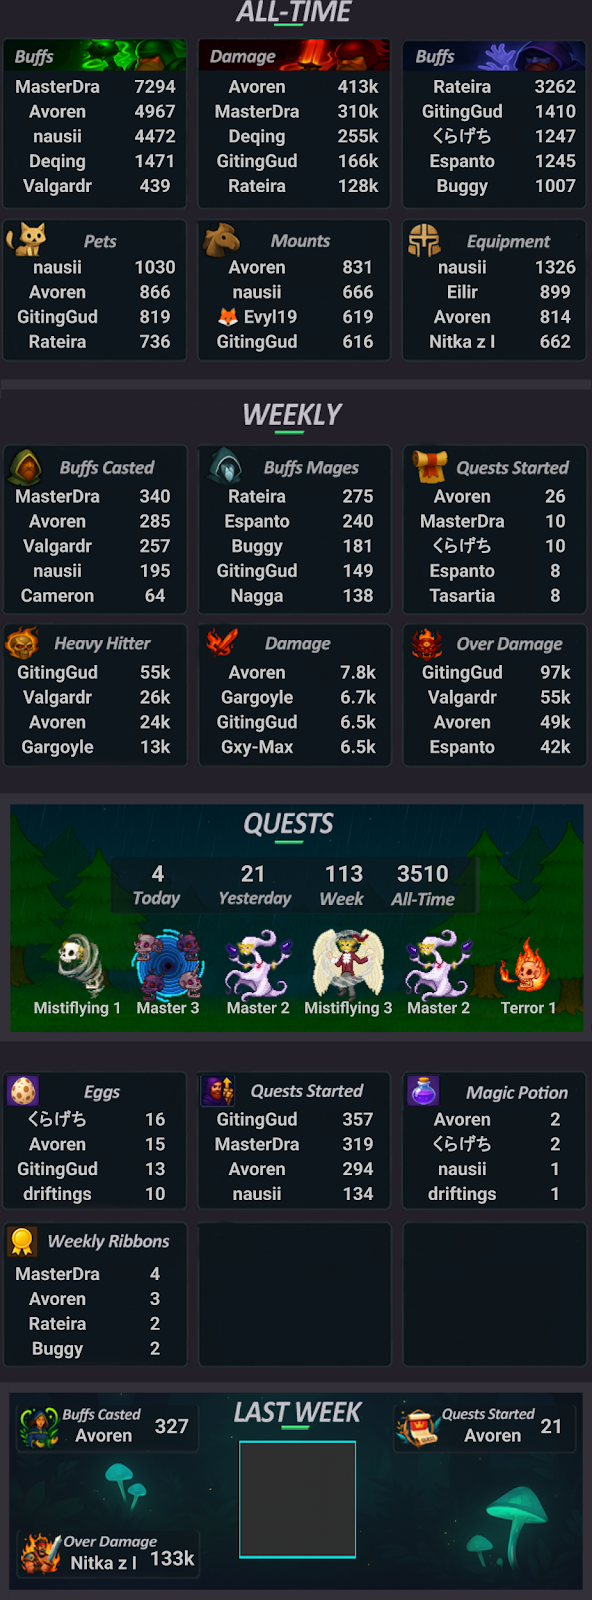 ALL-TIME
Buffs
MasterDra 7294
Avoren 4967
nausii 4472
Deqing 1471
Valgardr 439
Damage
Avoren 413k
MasterDra 310k
Deqing 255k
GitingGud 166k
Rateira 128k
Buffs
Rateira 3262
GitingGud 1410
くらげち 1247
Espanto 1245
Buggy 1007
Pets
nausii 1030
Avoren 866
GitingGud 819
Rateira 736
Mounts
Avoren 831
nausii 666
🦊 Evyl19 619
GitingGud 616
Equipment
nausii 1326
Eilir 899
Avoren 814
Nitka z I 662
WEEKLY
Buffs Casted
MasterDra 340
Avoren 285
Valgardr 257
nausii 195
Cameron 64
Buffs Mages
Rateira 275
Espanto 240
Buggy 181
GitingGud 149
Nagga 138
Quests Started
Avoren 26
MasterDra 10
くらげち 10
Espanto 8
Tasartia 8
Heavy Hitter
GitingGud 55k
Valgardr 26k
Avoren 24k
Gargoyle 13k
Damage
Avoren 7.8k
Gargoyle 6.7k
GitingGud 6.5k
Gxy-Max 6.5k
Over Damage
GitingGud 97k
Valgardr 55k
Avoren 49k
Espanto 42k
QUESTS
4 21 113 3510
Today Yesterday Week All-Time
Mistiflying 1 Master 3 Master 2 Mistiflying 3 Master 2 Terror 1
Eggs
くらげち 16
Avoren 15
GitingGud 13
driftings 10
Quests Started
GitingGud 357
MasterDra 319
Avoren 294
nausii 134
Magic Potion
Avoren 2
くらげち 2
nausii 1
driftings 1
Weekly Ribbons
MasterDra 4
Avoren 3
Rateira 2
Buggy 2
LAST WEEK
Buffs Casted
Avoren 327
Quests Started
Avoren 21
Over Damage
Nitka z I 133k